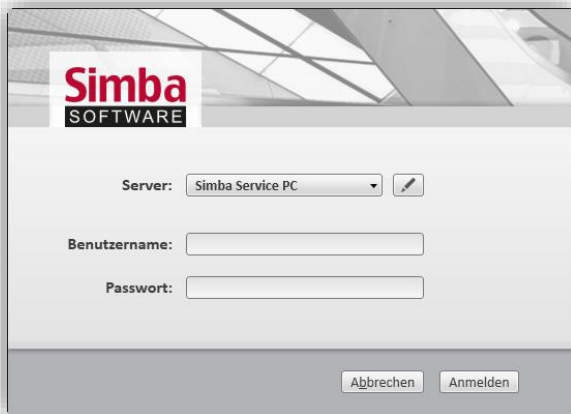 Simba
SOFTWARE
Server: Simba Service PC
Benutzername:
Passwort:
Abbrechen Anmelden